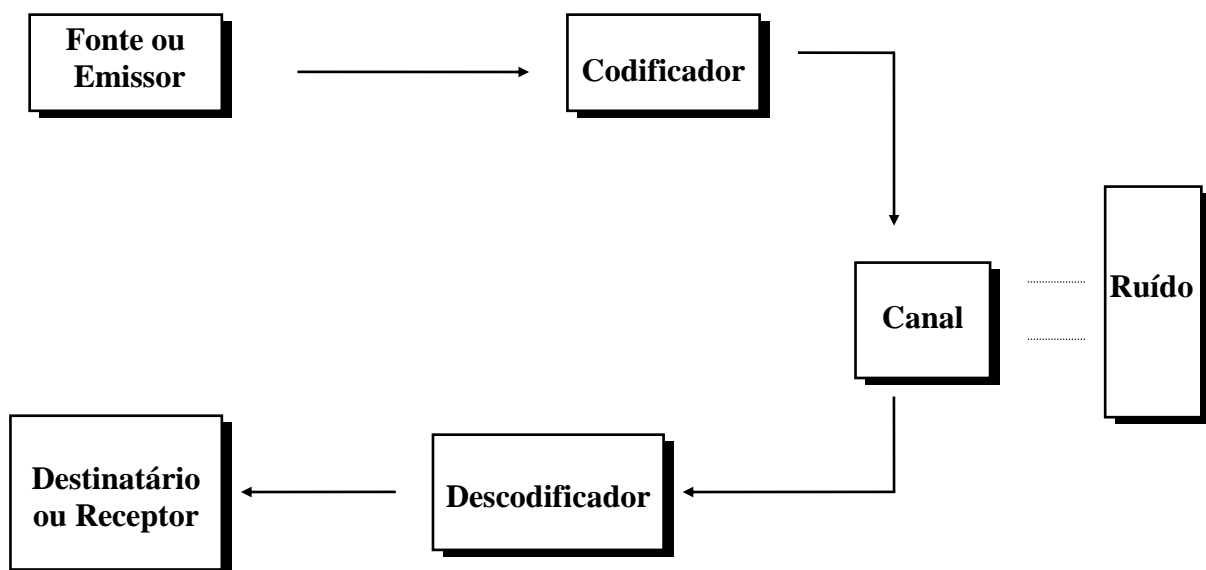 Fonte ou
Emissor
Codificador
Canal
Ruído
Descodificador
Destinatário
ou Receptor